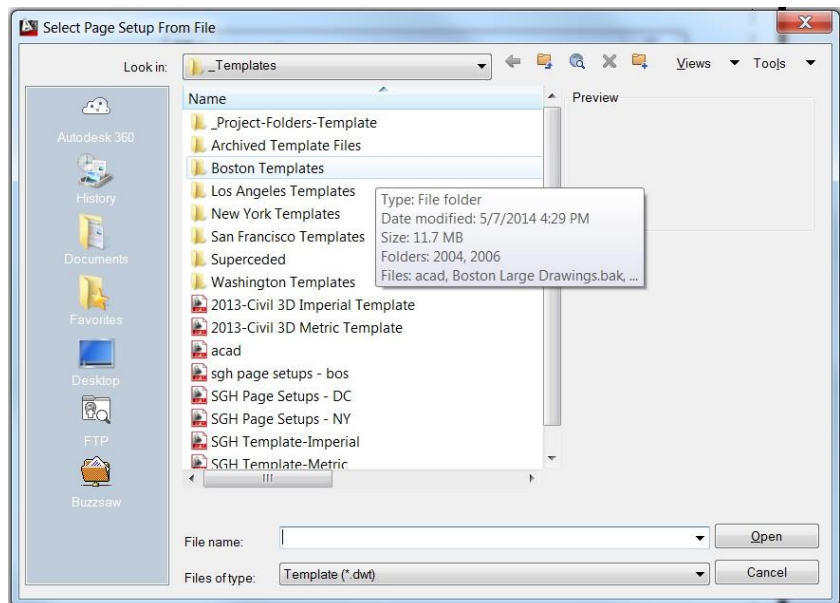 Select Page Setup From File
Look in:
_Templates
Views
Tools
Autodesk 360
History
Documents
Favorites
Desktop
FTP
Buzzsaw
Name
_Project-Folders-Template
Archived Template Files
Boston Templates
Los Angeles Templates
New York Templates
San Francisco Templates
Superceded
Washington Templates
2013-Civil 3D Imperial Template
2013-Civil 3D Metric Template
acad
sgh page setups - bos
SGH Page Setups - DC
SGH Page Setups - NY
SGH Template-Imperial
SGH Template-Metric
Type: File folder
Date modified: 5/7/2014 4:29 PM
Size: 11.7 MB
Folders: 2004, 2006
Files: acad, Boston Large Drawings.bak, ...
Preview
File name:
Open
Files of type:
Template (*.dwt)
Cancel